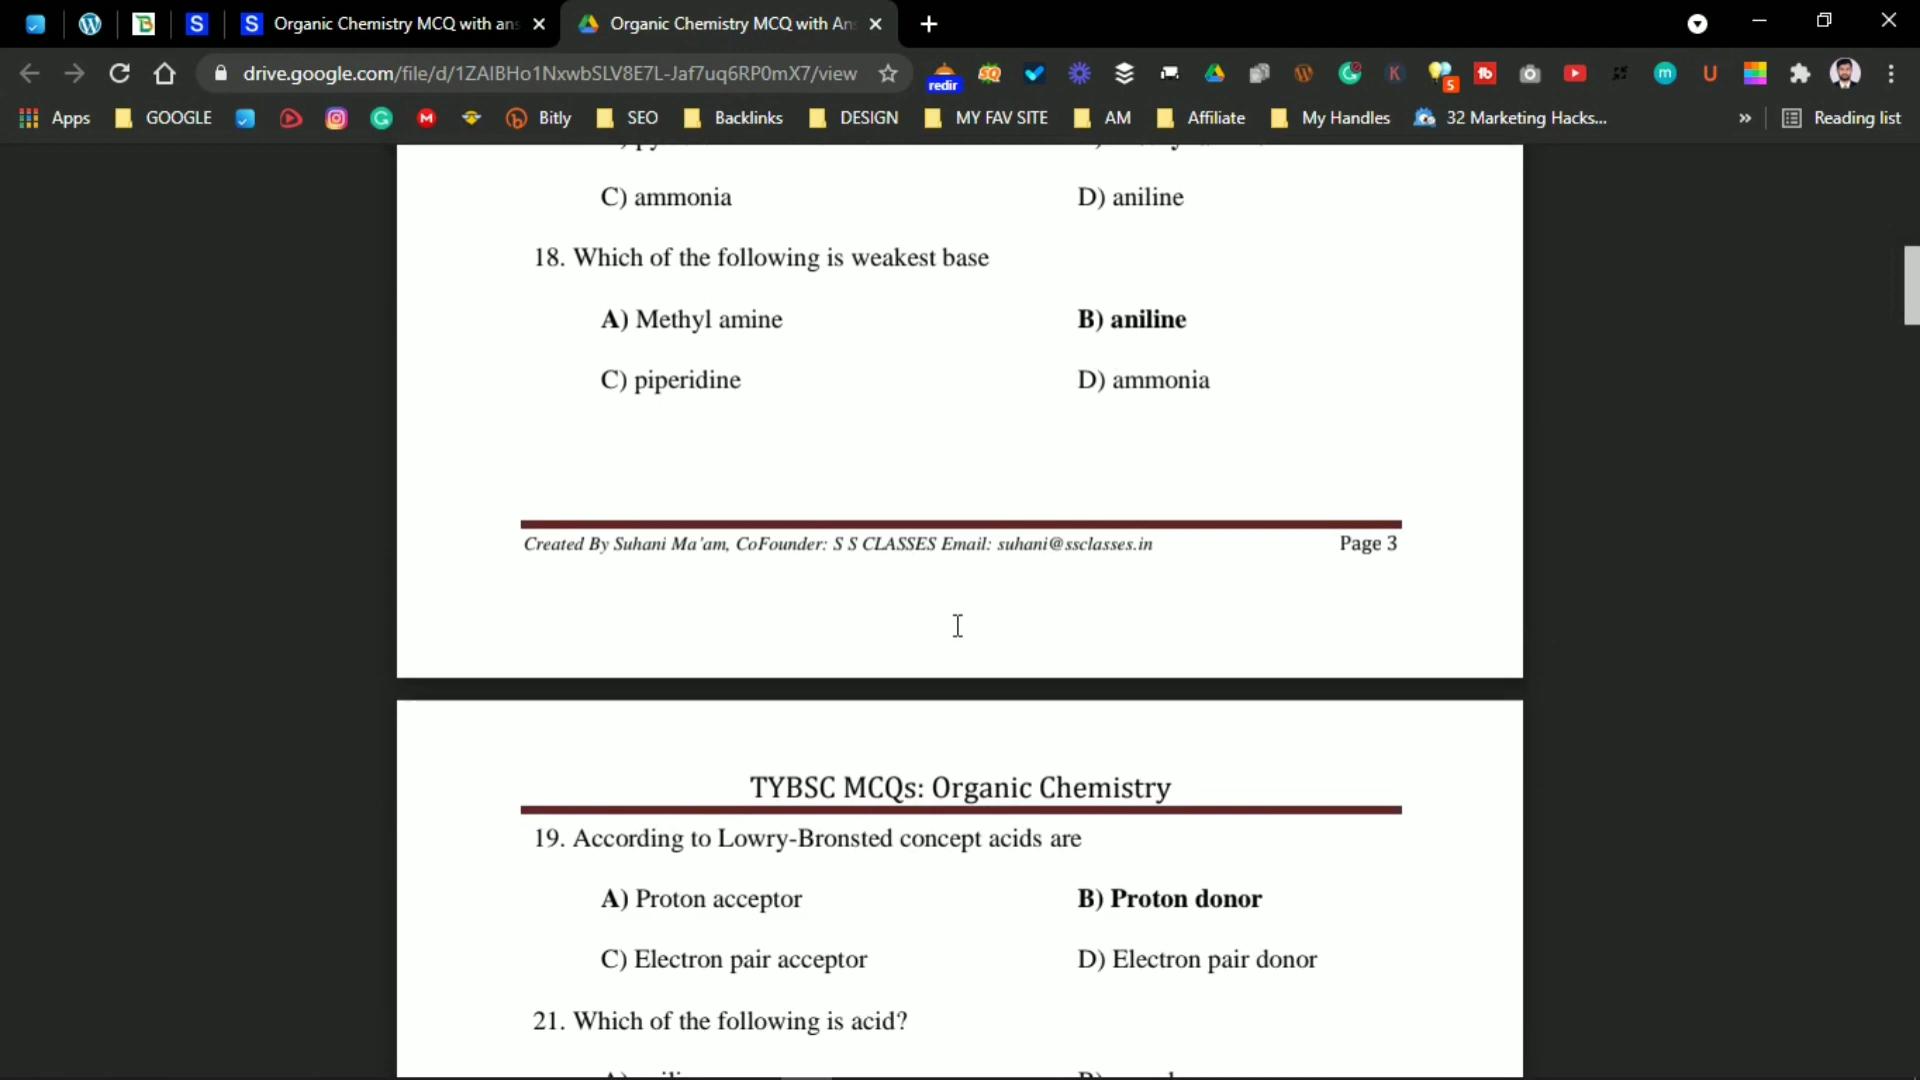 Organic Chemistry MCQ with ans
Organic Chemistry MCQ with An
drive.google.com/file/d/1ZAlBHo1NxwbSLV8E7L-Jaf7uq6RP0mX7/view
redir
5
Apps
GOOGLE
Bitly
SEO
Backlinks
DESIGN
MY FAV SITE
AM
Affiliate
My Handles
32 Marketing Hacks...
»
Reading list
C) ammonia D) aniline
18. Which of the following is weakest base
A) Methyl amine B) aniline
C) piperidine D) ammonia
Created By Suhani Ma'am, CoFounder: S S CLASSES Email: suhani@ssclasses.in Page 3
TYBSC MCQs: Organic Chemistry
19. According to Lowry-Bronsted concept acids are
A) Proton acceptor B) Proton donor
C) Electron pair acceptor D) Electron pair donor
21. Which of the following is acid?